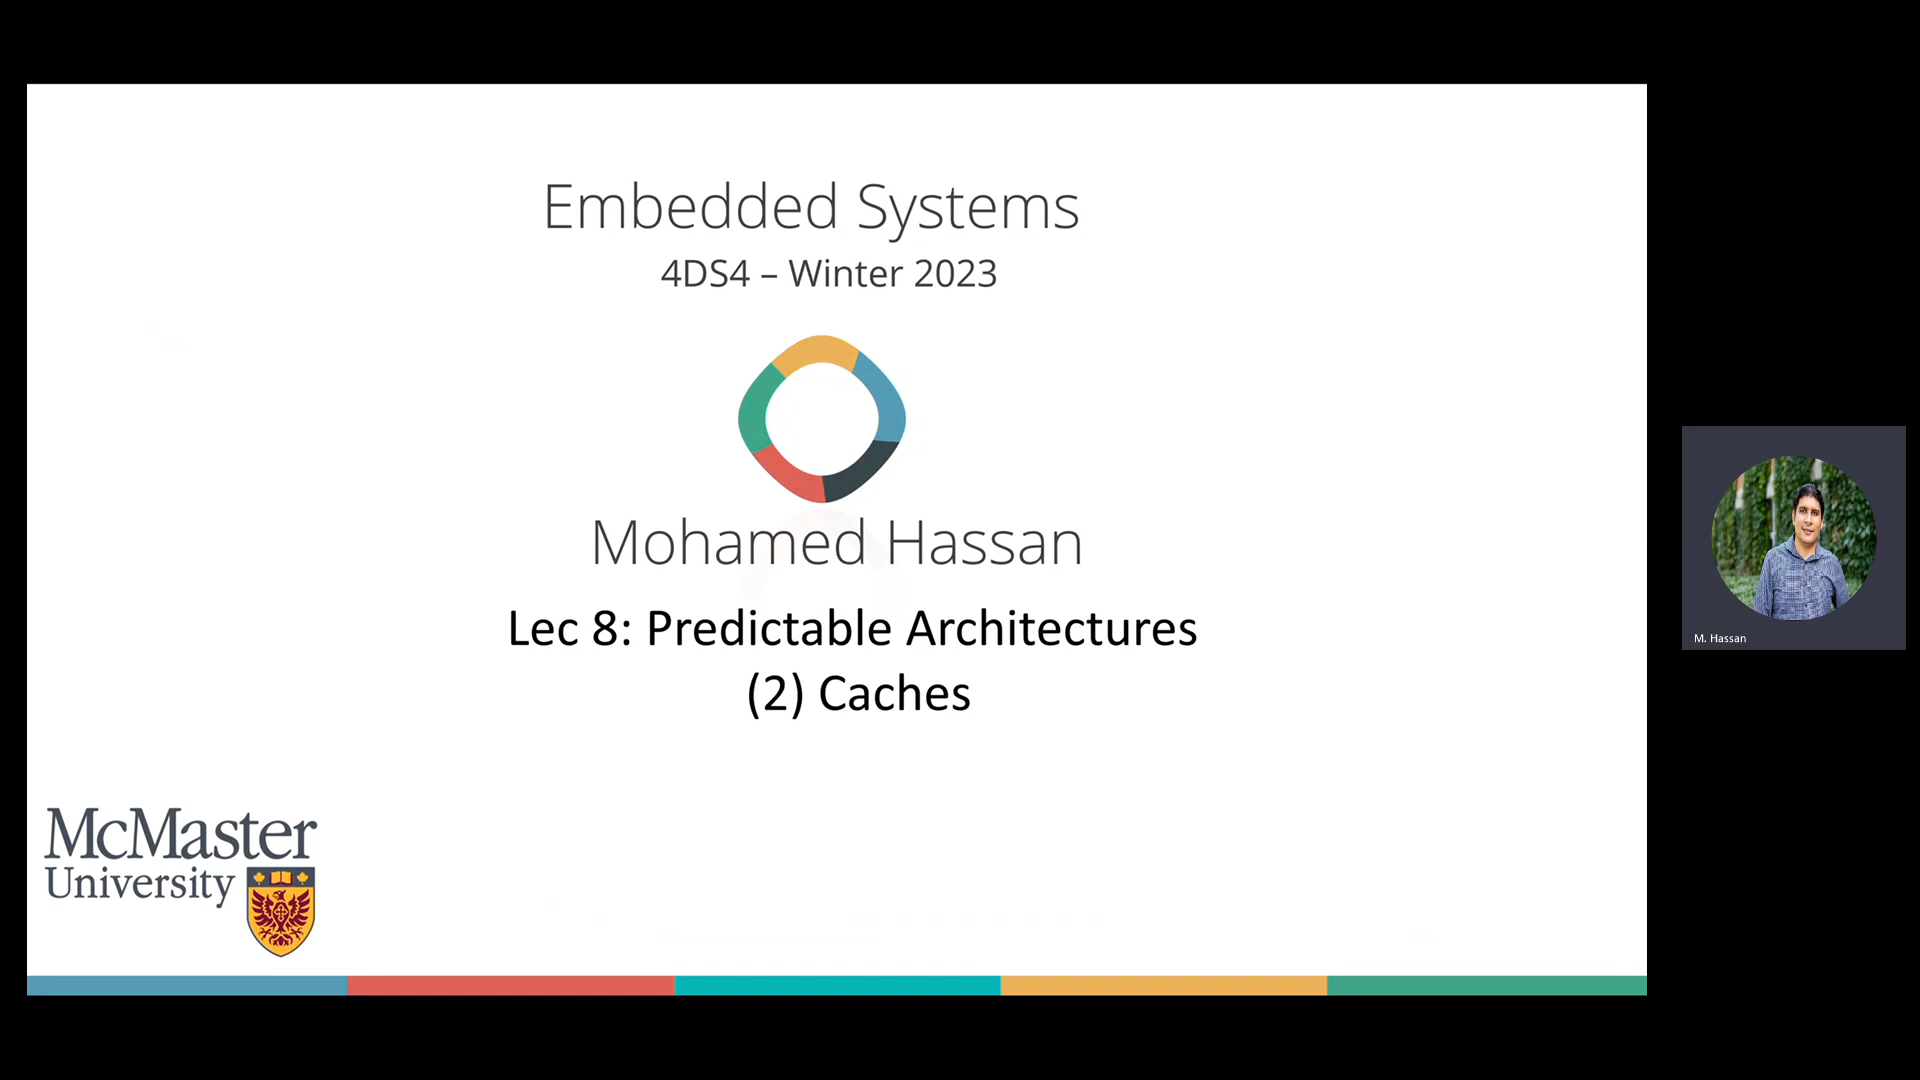 Embedded Systems
4DS4 – Winter 2023
Mohamed Hassan
Lec 8: Predictable Architectures
(2) Caches
McMaster
University
M. Hassan